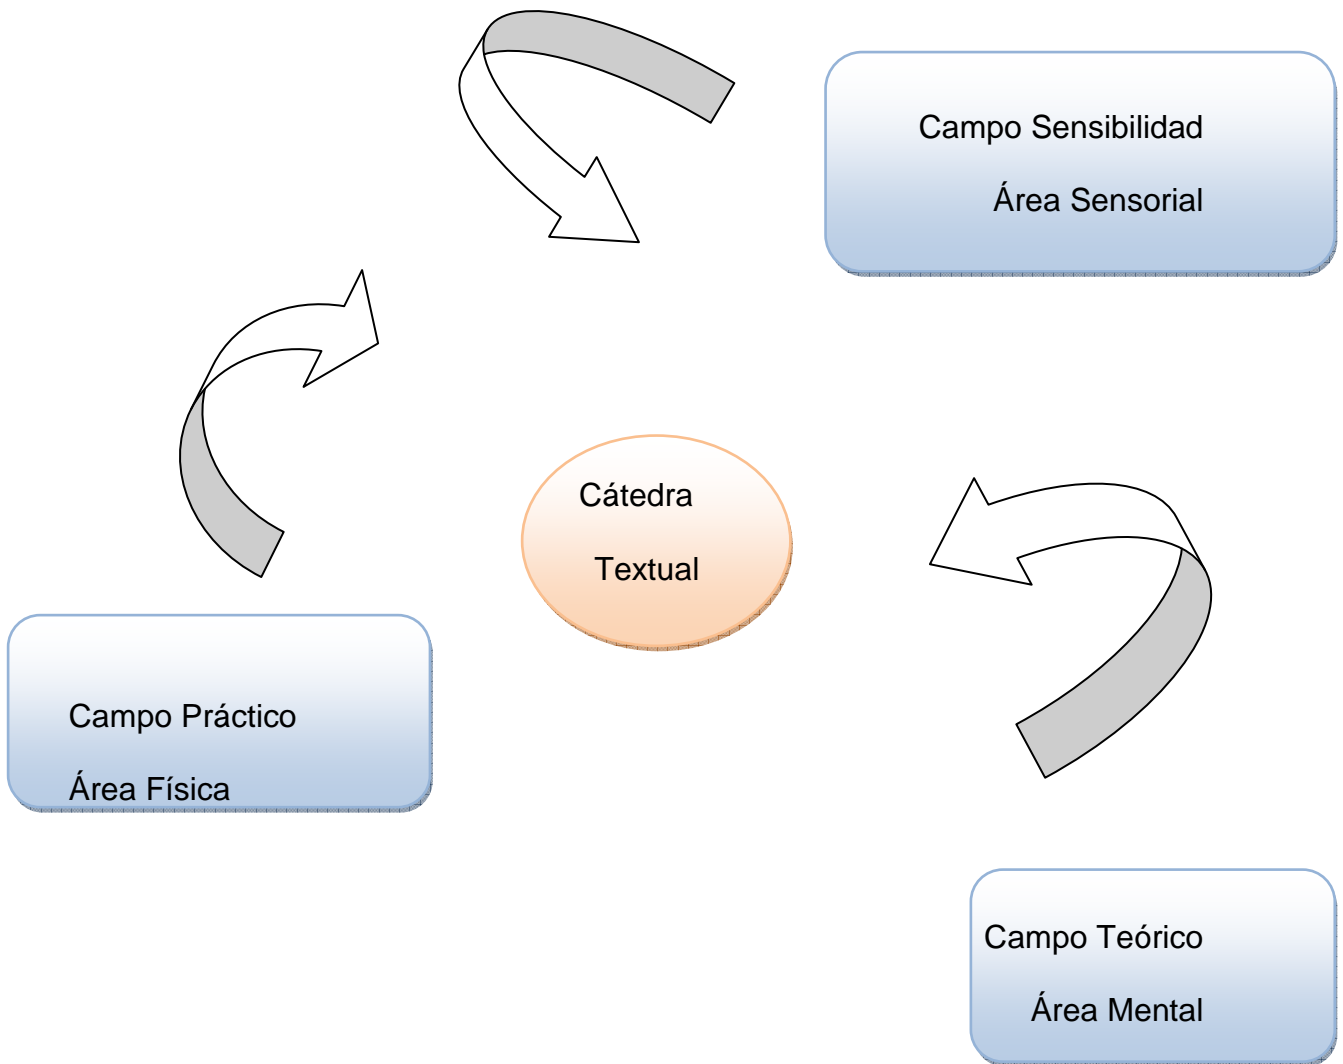 Campo Sensibilidad
Área Sensorial
Cátedra
Textual
Campo Práctico
Área Física
Campo Teórico
Área Mental